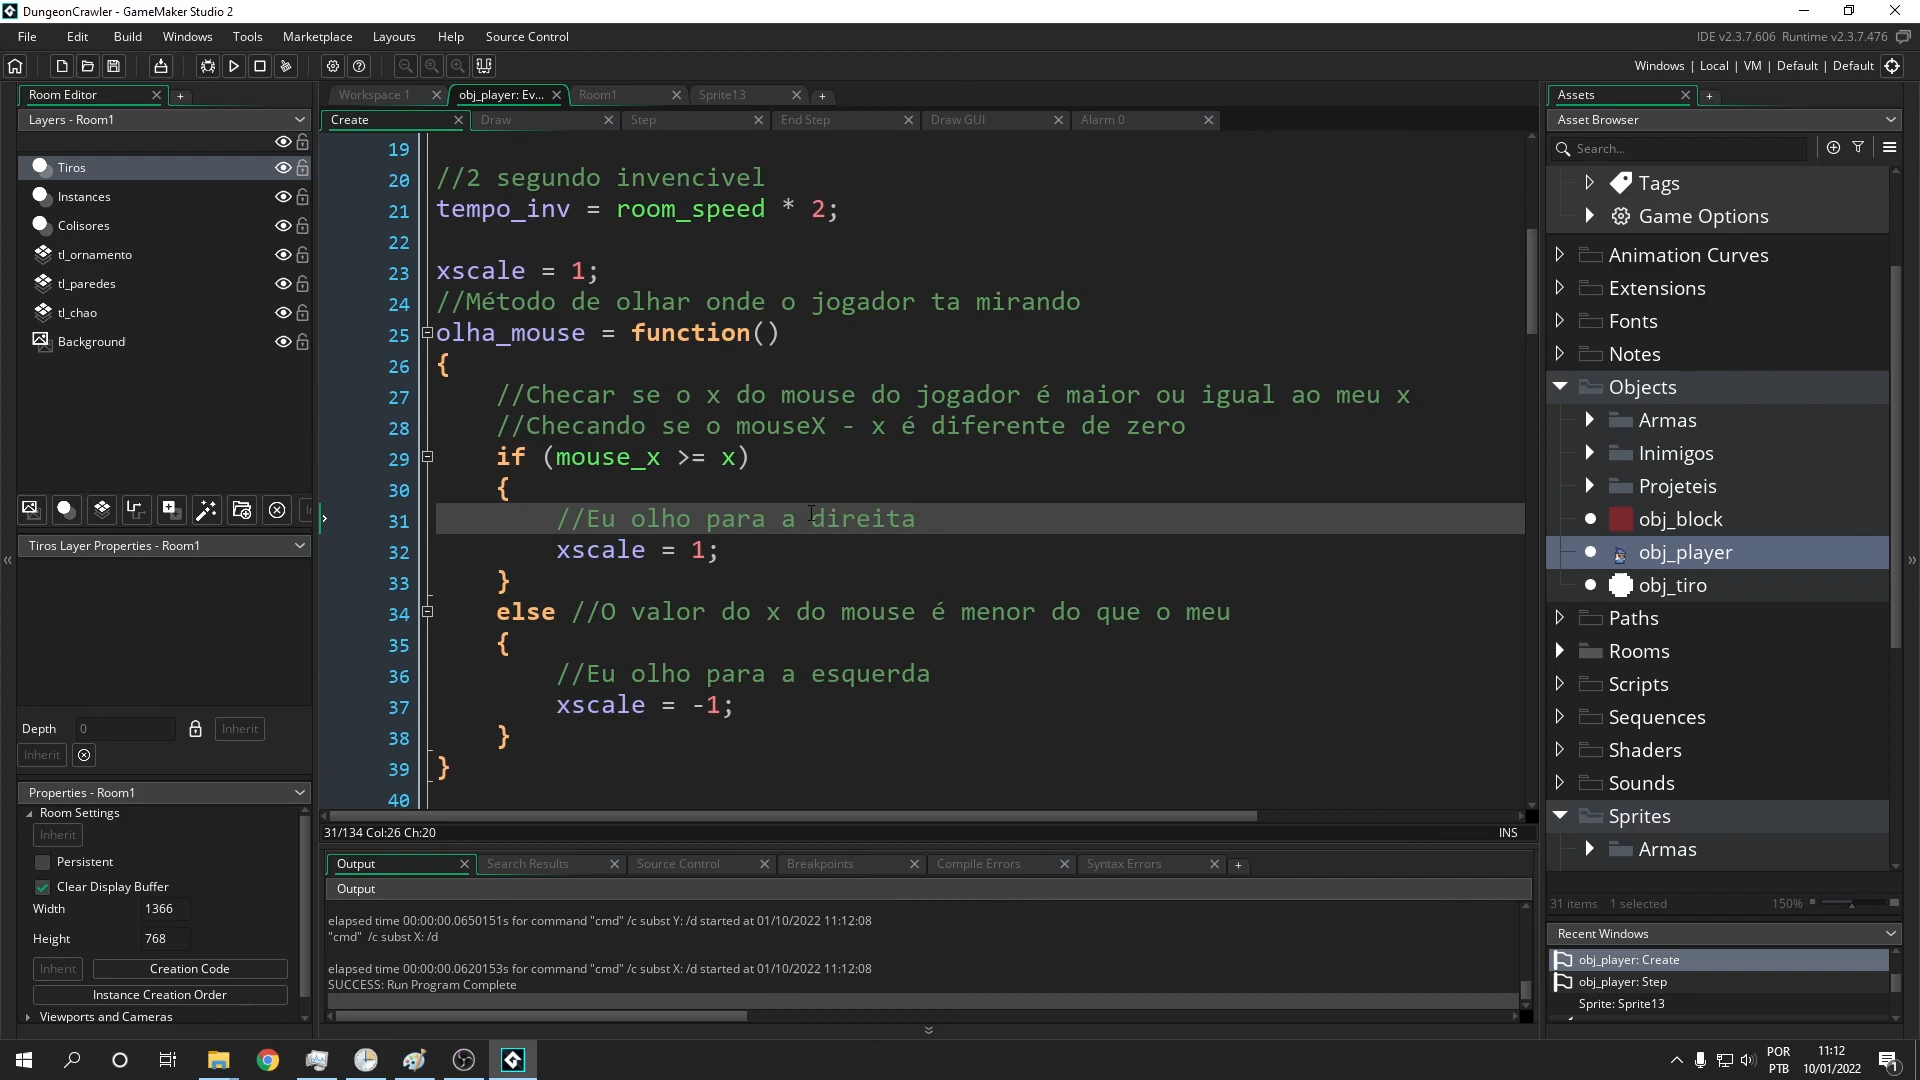 DungeonCrawler - GameMaker Studio 2
File Edit Build Windows Tools Marketplace Layouts Help Source Control
IDE v2.3.7.606 Runtime v2.3.7.476
Windows | Local | VM | Default | Default
Room Editor
Layers - Room1
Tiros
Instances
Colisores
tl_ornamento
tl_paredes
tl_chao
Background
Tiros Layer Properties - Room1
Depth 0 Inherit
Inherit
Properties - Room1
Room Settings
Inherit
Persistent
Clear Display Buffer
Width 1366
Height 768
Inherit Creation Code
Instance Creation Order
Viewports and Cameras
Workspace 1 obj_player: Ev... Room1 Sprite13
Create Draw Step End Step Draw GUI Alarm 0
19
20 //2 segundo invencivel
21 tempo_inv = room_speed * 2;
22
23 xscale = 1;
24 //Método de olhar onde o jogador ta mirando
25 olha_mouse = function()
26 {
27 //Checar se o x do mouse do jogador é maior ou igual ao meu x
28 //Checando se o mouseX - x é diferente de zero
29 if (mouse_x >= x)
30 {
31 //Eu olho para a direita
32 xscale = 1;
33 }
34 else //O valor do x do mouse é menor do que o meu
35 {
36 //Eu olho para a esquerda
37 xscale = -1;
38 }
39 }
40
31/134 Col:26 Ch:20 INS
Output Search Results Source Control Breakpoints Compile Errors Syntax Errors
Output
elapsed time 00:00:00.0650151s for command "cmd" /c subst Y: /d started at 01/10/2022 11:12:08
"cmd" /c subst X: /d
elapsed time 00:00:00.0620153s for command "cmd" /c subst X: /d started at 01/10/2022 11:12:08
SUCCESS: Run Program Complete
Assets
Asset Browser
Search...
Tags
Game Options
Animation Curves
Extensions
Fonts
Notes
Objects
Armas
Inimigos
Projeteis
obj_block
obj_player
obj_tiro
Paths
Rooms
Scripts
Sequences
Shaders
Sounds
Sprites
Armas
31 items 1 selected 150%
Recent Windows
obj_player: Create
obj_player: Step
Sprite: Sprite13
POR
PTB
11:12
10/01/2022
1